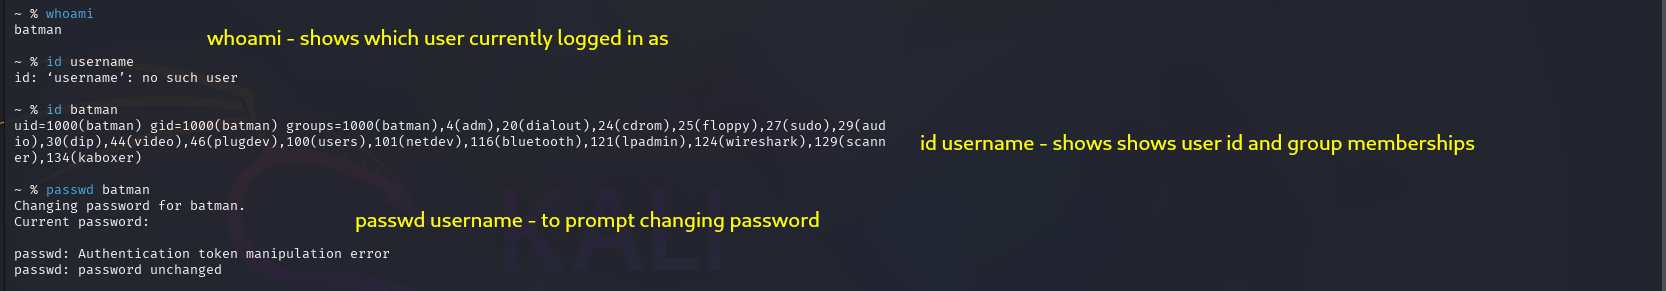 ~ % whoami
batman
whoami - shows which user currently logged in as
~ % id username
id: ‘username’: no such user
~ % id batman
uid=1000(batman) gid=1000(batman) groups=1000(batman),4(adm),20(dialout),24(cdrom),25(floppy),27(sudo),29(aud
io),30(dip),44(video),46(plugdev),100(users),101(netdev),116(bluetooth),121(lpadmin),124(wireshark),129(scann
er),134(kaboxer)
id username - shows shows user id and group memberships
~ % passwd batman
Changing password for batman.
Current password:
passwd username - to prompt changing password
passwd: Authentication token manipulation error
passwd: password unchanged
KALI